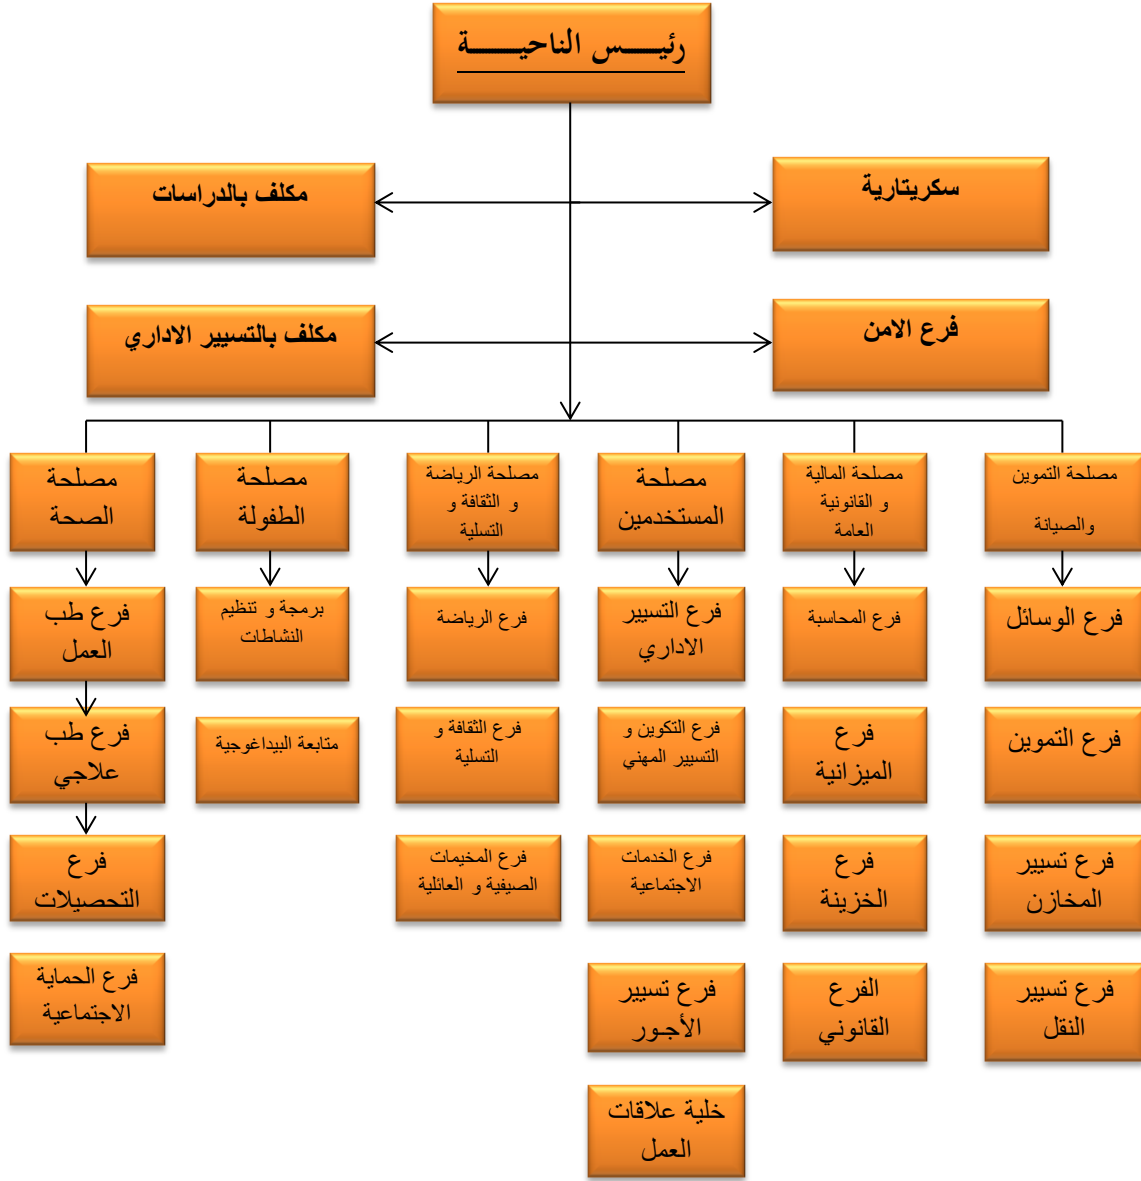 رئيـــس الناحيـــة
سكريتارية
مكلف بالدراسات
فرع الامن
مكلف بالتسيير الاداري
مصلحة التموين
والصيانة
مصلحة المالية
و القانونية
العامة
مصلحة
المستخدمين
مصلحة الرياضة
و الثقافة و
التسلية
مصلحة
الطفولة
مصلحة
الصحة
فرع الوسائل
فرع المحاسبة
فرع التسيير
الاداري
فرع الرياضة
برمجة و تنظيم
النشاطات
فرع طب
العمل
فرع التموين
فرع
الميزانية
فرع التكوين و
التسيير المهني
فرع الثقافة و
التسلية
متابعة البيداغوجية
فرع طب
علاجي
فرع تسيير
المخازن
فرع
الخزينة
فرع الخدمات
الاجتماعية
فرع المخيمات
الصيفية و العائلية
فرع
التحصيلات
فرع تسيير
النقل
الفرع
القانوني
فرع تسيير
الأجور
فرع الحماية
الاجتماعية
خلية علاقات
العمل